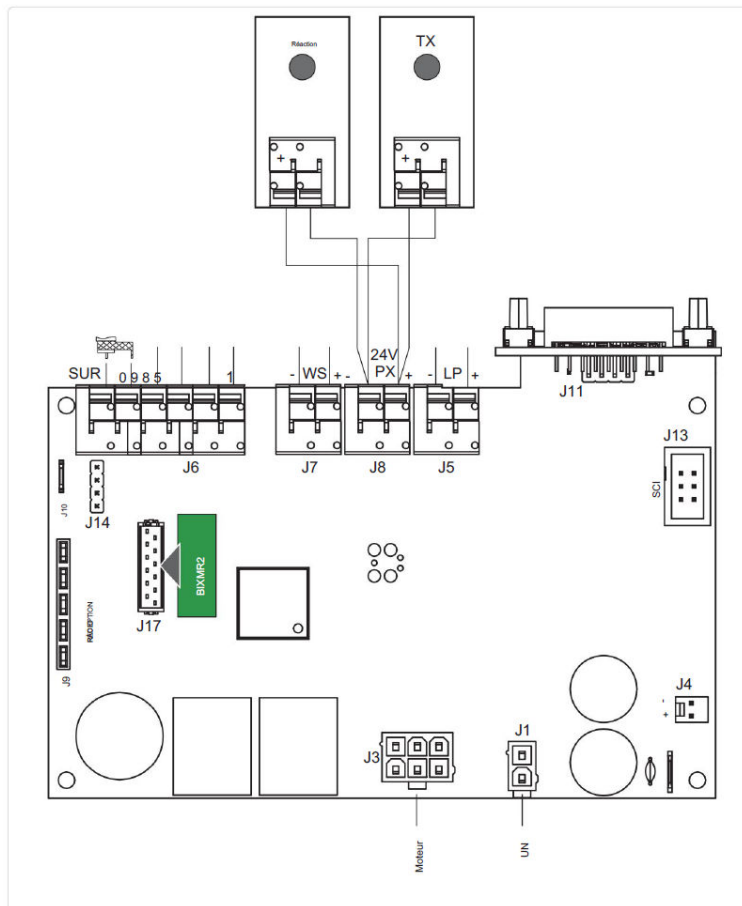 Réaction
TX
SUR
0 9 8 5
1
- WS +
- 24V PX +
- LP +
J6
J7
J8
J5
J11
J13
SCI
J10
J14
J17
BIXMR2
J9
J3
J1
J4
-
+
Moteur
UN